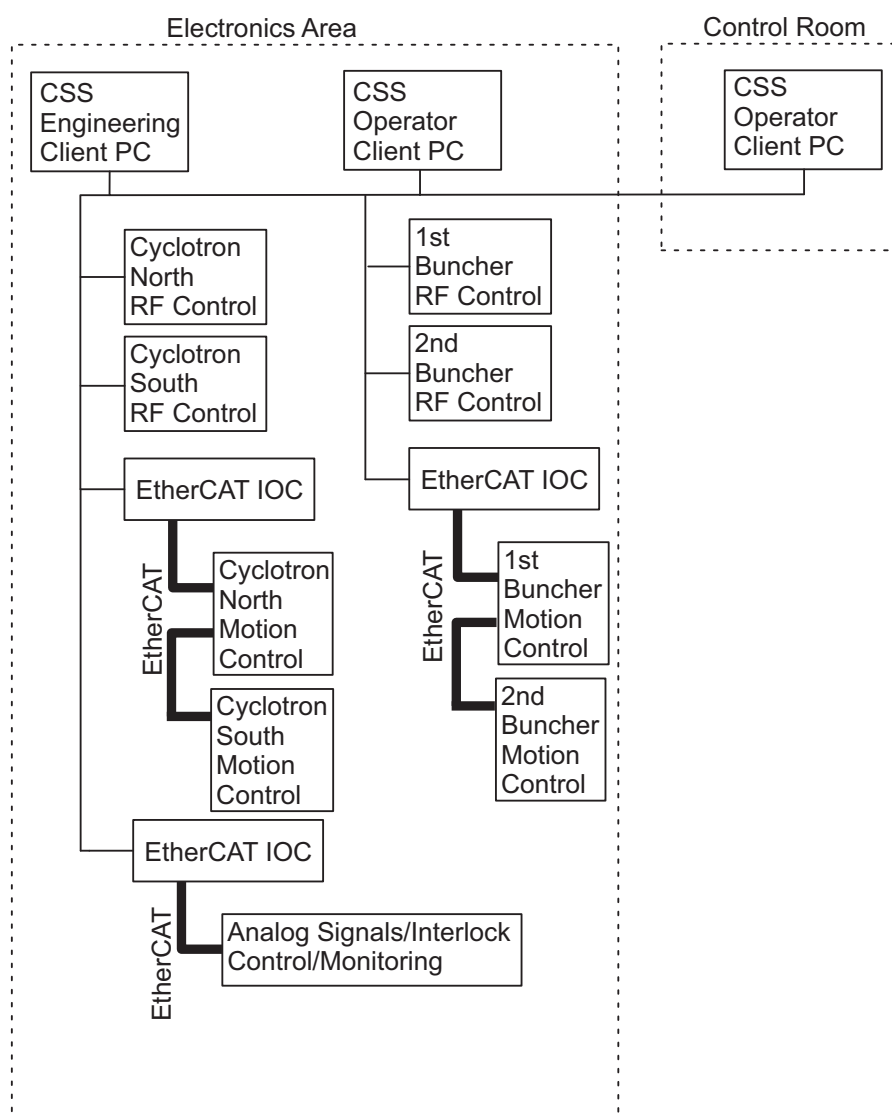 Electronics Area
Control Room
CSS
Engineering
Client PC
CSS
Operator
Client PC
CSS
Operator
Client PC
Cyclotron
North
RF Control
1st
Buncher
RF Control
Cyclotron
South
RF Control
2nd
Buncher
RF Control
EtherCAT IOC
EtherCAT IOC
EtherCAT
Cyclotron
North
Motion
Control
EtherCAT
1st
Buncher
Motion
Control
Cyclotron
South
Motion
Control
2nd
Buncher
Motion
Control
EtherCAT IOC
EtherCAT
Analog Signals/Interlock
Control/Monitoring